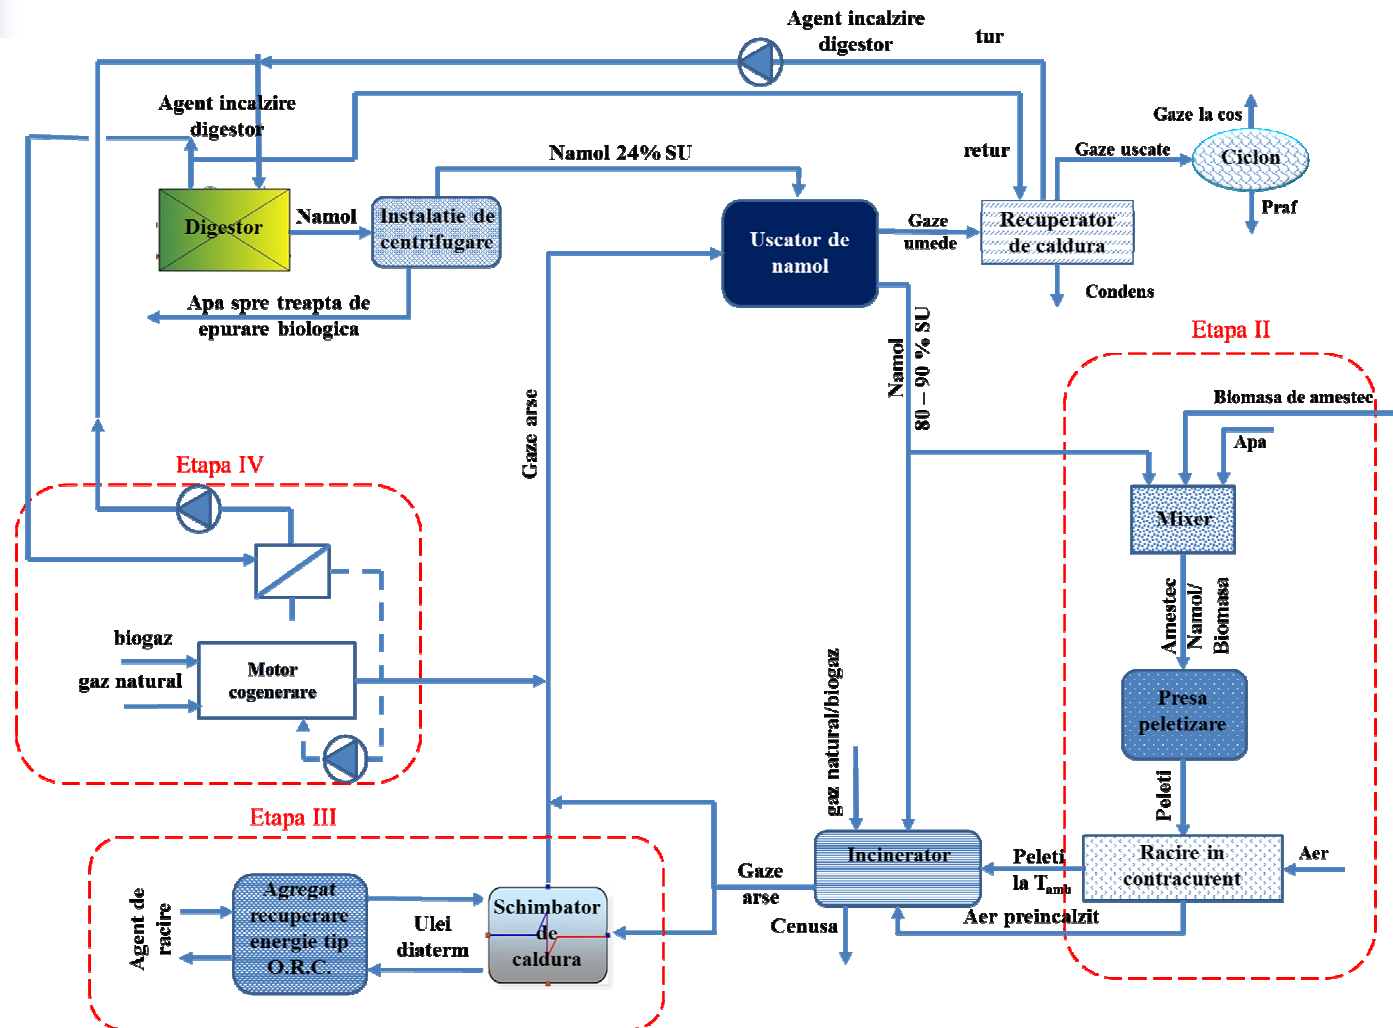 Agent incalzire
digestor
tur
Agent incalzire
digestor
Gaze la cos
Gaze uscate
Ciclon
Praf
Namol 24% SU
retur
Digestor
Namol
Instalatie de
centrifugare
Uscator de
namol
Gaze
umede
Recuperator
de caldura
Condens
Apa spre treapta de
epurare biologica
Namol
80 – 90 % SU
Gaze arse
Etapa II
Biomasa de amestec
Apa
Mixer
Amestec
Namol/
Biomasa
Presa
peletizare
Peleti
Racire in
contracurent
Aer
Etapa IV
biogaz
gaz natural
Motor
cogenerare
gaz natural/biogaz
Incinerator
Peleti
la Tamb
Aer preincalzit
Gaze
arse
Cenusa
Etapa III
Agent de
racire
Agregat
recuperare
energie tip
O.R.C.
Ulei
diaterm
Schimbator
de
caldura